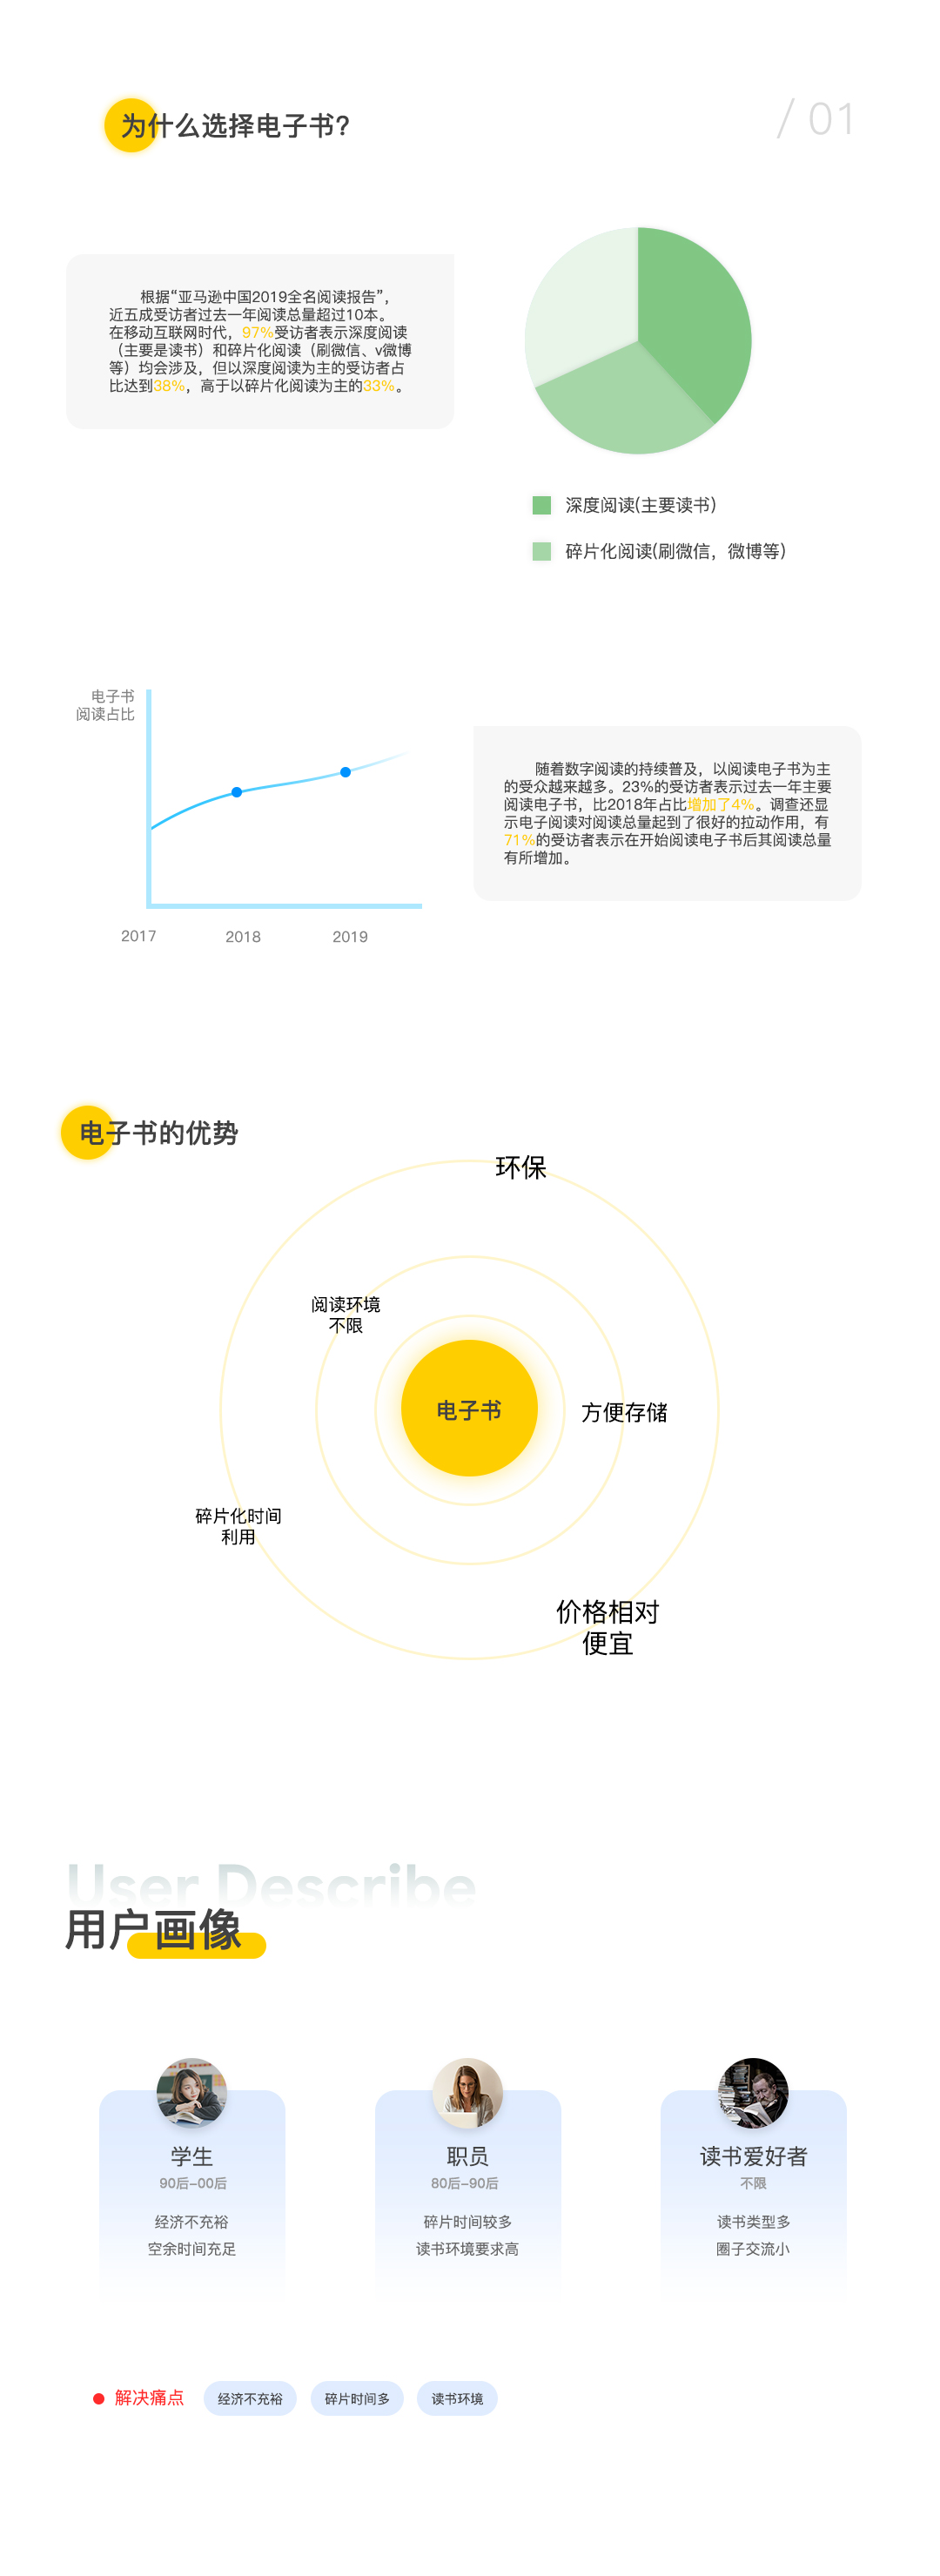 为什么选择电子书?
/ 01
根据“亚马逊中国2019全名阅读报告”，
近五成受访者过去一年阅读总量超过10本。
在移动互联网时代，97%受访者表示深度阅读
（主要是读书）和碎片化阅读（刷微信、v微博
等）均会涉及，但以深度阅读为主的受访者占
比达到38%，高于以碎片化阅读为主的33%。
深度阅读(主要读书)
碎片化阅读(刷微信，微博等)
电子书
阅读占比
2017
2018
2019
随着数字阅读的持续普及，以阅读电子书为主
的受众越来越多。23%的受访者表示过去一年主要
阅读电子书，比2018年占比增加了4%。调查还显
示电子阅读对阅读总量起到了很好的拉动作用，有
71%的受访者表示在开始阅读电子书后其阅读总量
有所增加。
电子书的优势
环保
阅读环境
不限
电子书
方便存储
碎片化时间
利用
价格相对
便宜
User Describe
用户画像
学生
90后-00后
经济不充裕
空余时间充足
职员
80后-90后
碎片时间较多
读书环境要求高
读书爱好者
不限
读书类型多
圈子交流小
解决痛点
经济不充裕
碎片时间多
读书环境